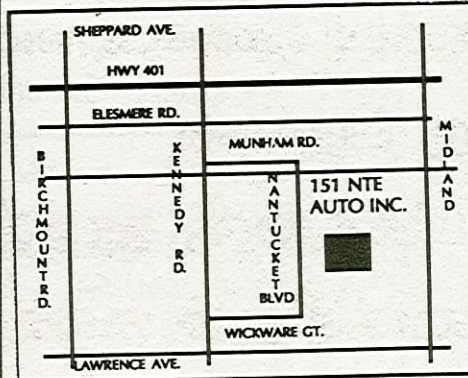 SHEPPARD AVE.
HWY 401
ELESMERE RD.
MUNHAM RD.
BIRCHMOUNT RD.
KENNEDY RD.
NANTUCKET BLVD
151 NTE
AUTO INC.
MIDLAND
WICKWARE GT.
LAWRENCE AVE.